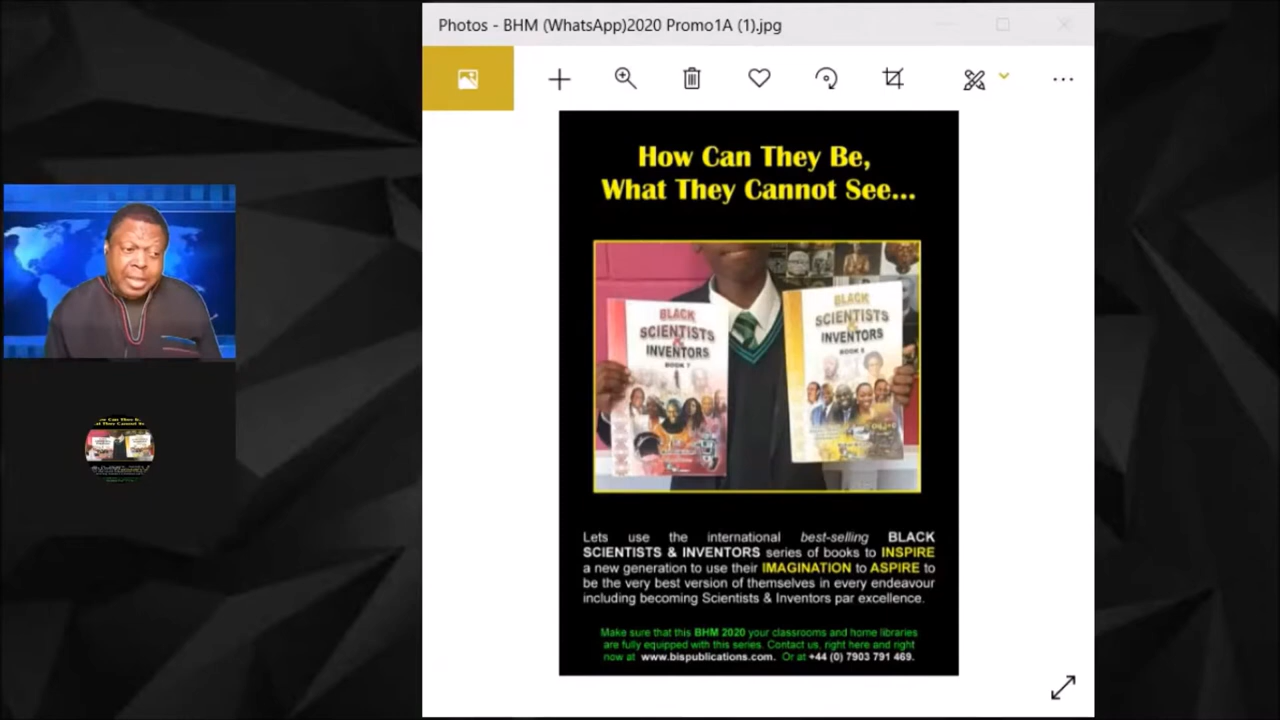 Photos - BHM (WhatsApp)2020 Promo1A (1).jpg
How Can They Be,
What They Cannot See...
BLACK
SCIENTISTS
&
INVENTORS
BOOK 7
BLACK
SCIENTISTS
INVENTORS
BOOK 8
Lets use the international best-selling BLACK
SCIENTISTS & INVENTORS series of books to INSPIRE
a new generation to use their IMAGINATION to ASPIRE to
be the very best version of themselves in every endeavour
including becoming Scientists & Inventors par excellence.
Make sure that this BHM 2020 your classrooms and home libraries
are fully equipped with this series. Contact us, right here and right
now at www.bispublications.com. Or at +44 (0) 7903 791 469.